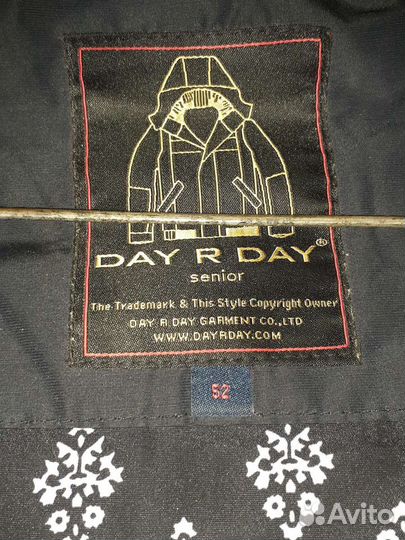 DAY R DAY®
senior
The Trademark & This Style Copyright Owner
DAY R DAY GARMENT CO.,LTD
WWW.DAYRDAY.COM
52
Avito